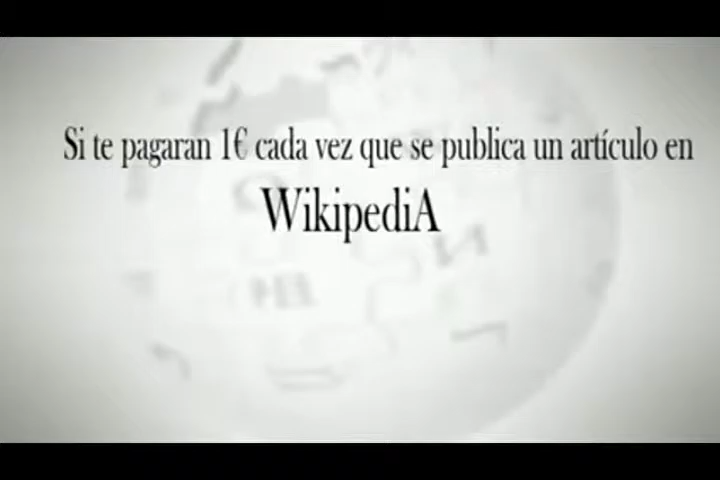 Si te pagaran 1€ cada vez que se publica un artículo en
WikipediA